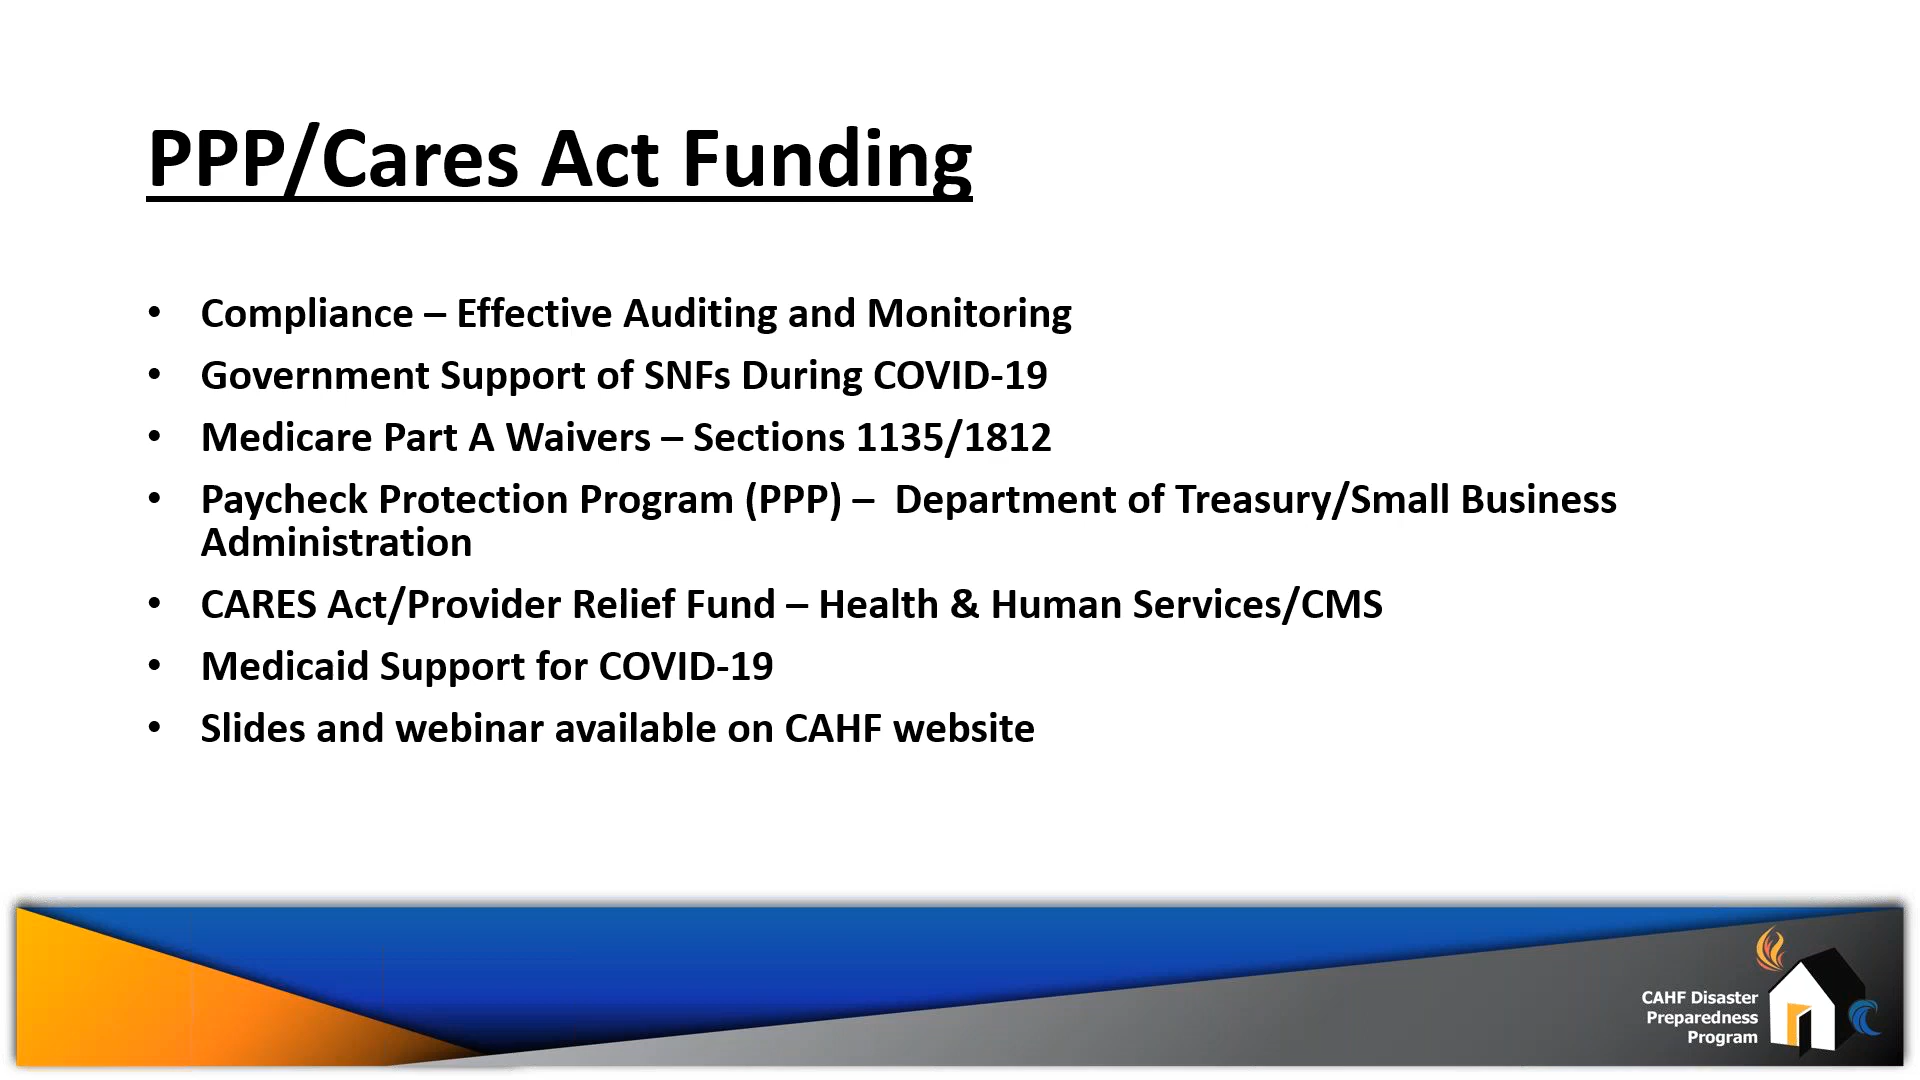 PPP/Cares Act Funding
• Compliance – Effective Auditing and Monitoring
• Government Support of SNFs During COVID-19
• Medicare Part A Waivers – Sections 1135/1812
• Paycheck Protection Program (PPP) –  Department of Treasury/Small Business
Administration
• CARES Act/Provider Relief Fund – Health & Human Services/CMS
• Medicaid Support for COVID-19
• Slides and webinar available on CAHF website
CAHF Disaster
Preparedness
Program